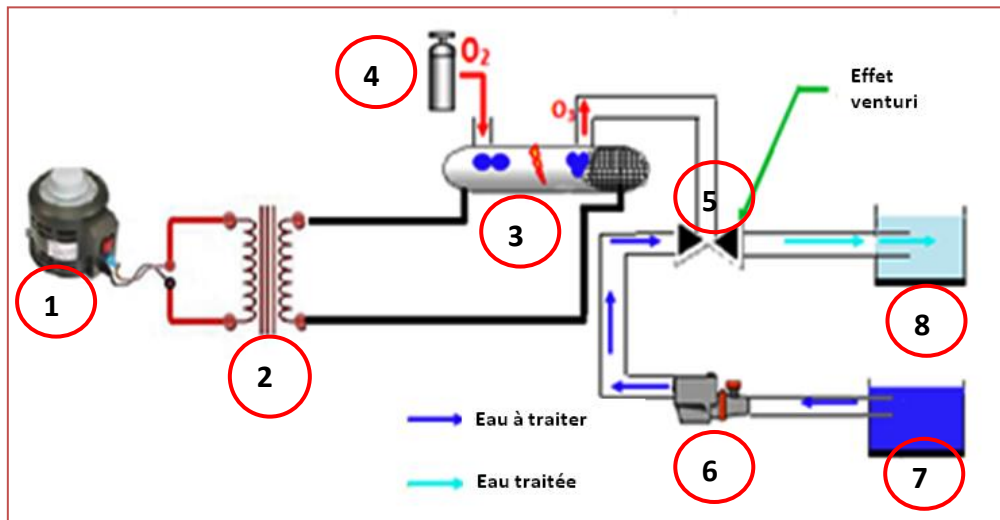 4
O₂
Effet
venturi
O₃
5
3
1
2
8
Eau à traiter
6
7
Eau traitée